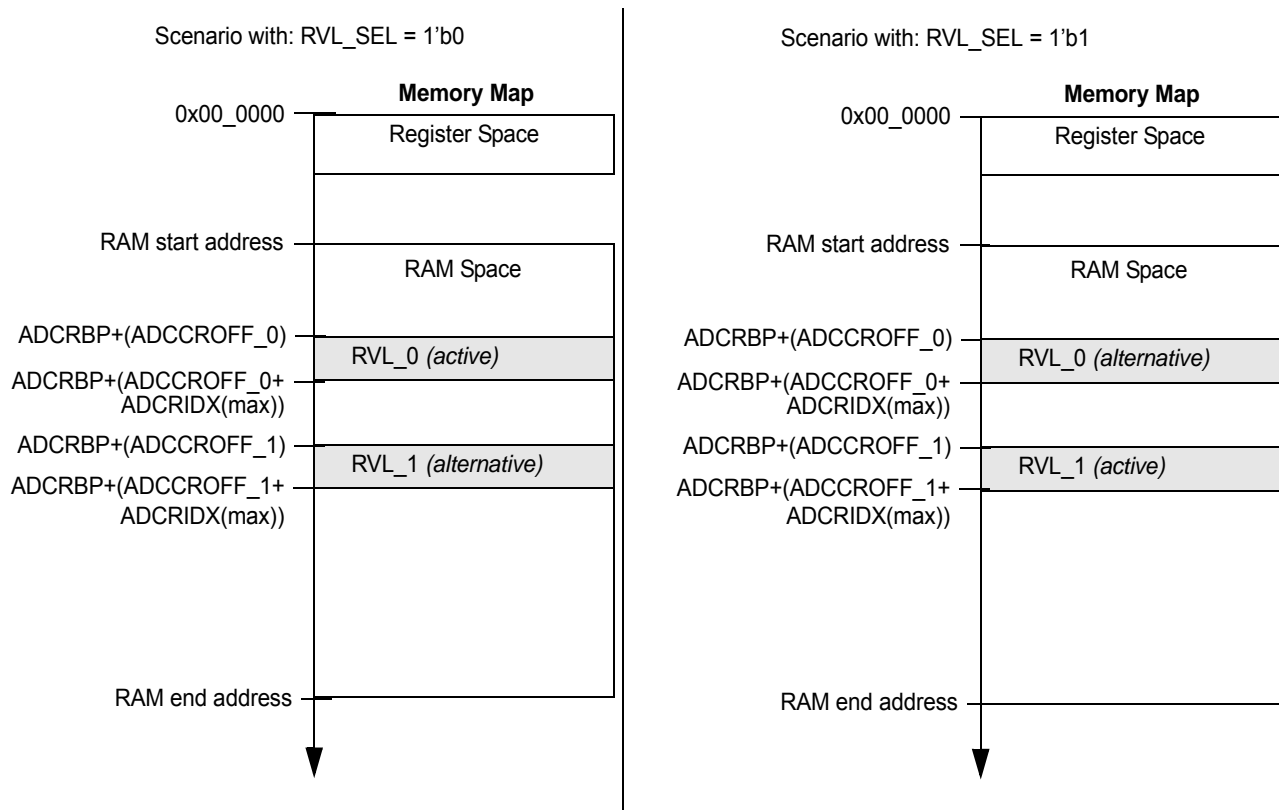 Scenario with: RVL_SEL = 1'b0
Memory Map
0x00_0000
Register Space
RAM start address
RAM Space
ADCRBP+(ADCCROFF_0)
RVL_0 (active)
ADCRBP+(ADCCROFF_0+
ADCRIDX(max))
ADCRBP+(ADCCROFF_1)
RVL_1 (alternative)
ADCRBP+(ADCCROFF_1+
ADCRIDX(max))
RAM end address
Scenario with: RVL_SEL = 1'b1
Memory Map
0x00_0000
Register Space
RAM start address
RAM Space
ADCRBP+(ADCCROFF_0)
RVL_0 (alternative)
ADCRBP+(ADCCROFF_0+
ADCRIDX(max))
ADCRBP+(ADCCROFF_1)
RVL_1 (active)
ADCRBP+(ADCCROFF_1+
ADCRIDX(max))
RAM end address